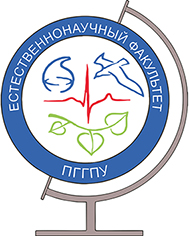 ЕСТЕСТВЕННОНАУЧНЫЙ ФАКУЛЬТЕТ
ПГГПУ